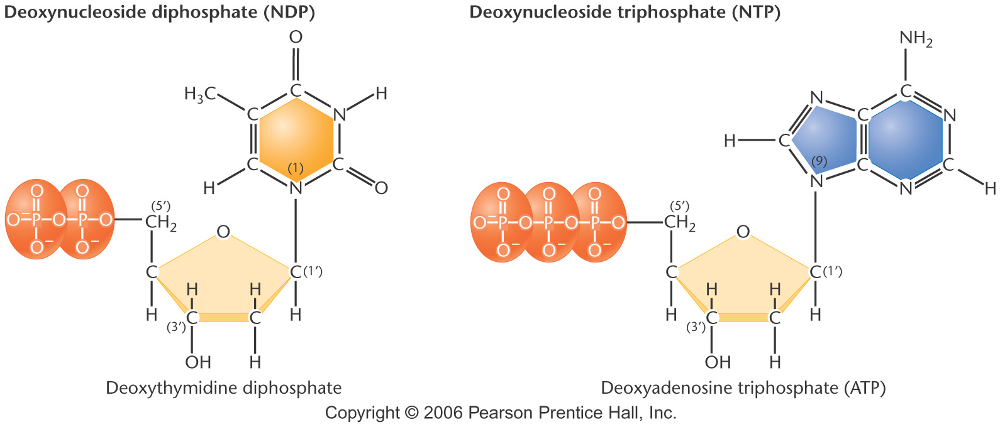 Deoxynucleoside diphosphate (NDP)
O
H₃C
C
H
C
N
C
(1)
C
H
N
C
O
O
O
(5′)
O⁻ P O P O
CH₂
O⁻
O⁻
O
C
C (1′)
H
H
H
H
(3′) C
C
OH
H
Deoxythymidine diphosphate
Deoxynucleoside triphosphate (NTP)
NH₂
N
C
C
N
H
C
(9)
N
C
N
C
H
O
O
O
(5′)
O⁻ P O P O P O
CH₂
O⁻
O⁻
O⁻
O
C
C (1′)
H
H
H
H
(3′) C
C
OH
H
Deoxyadenosine triphosphate (ATP)
Copyright © 2006 Pearson Prentice Hall, Inc.